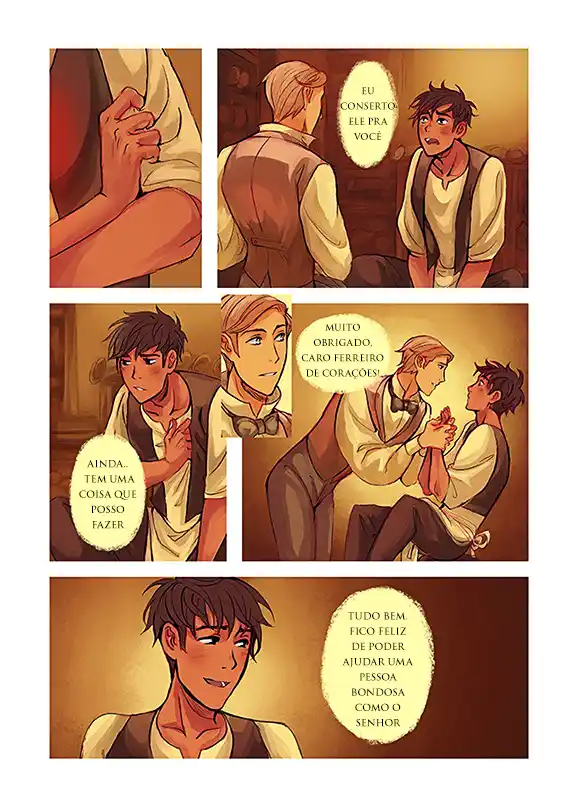 EU
CONSERTO
ELE PRA
VOCÊ
AINDA..
TEM UMA
COISA QUE
POSSO
FAZER
MUITO
OBRIGADO,
CARO FERREIRO
DE CORAÇÕES!
TUDO BEM.
FICO FELIZ
DE PODER
AJUDAR UMA
PESSOA
BONDOSA
COMO O
SENHOR